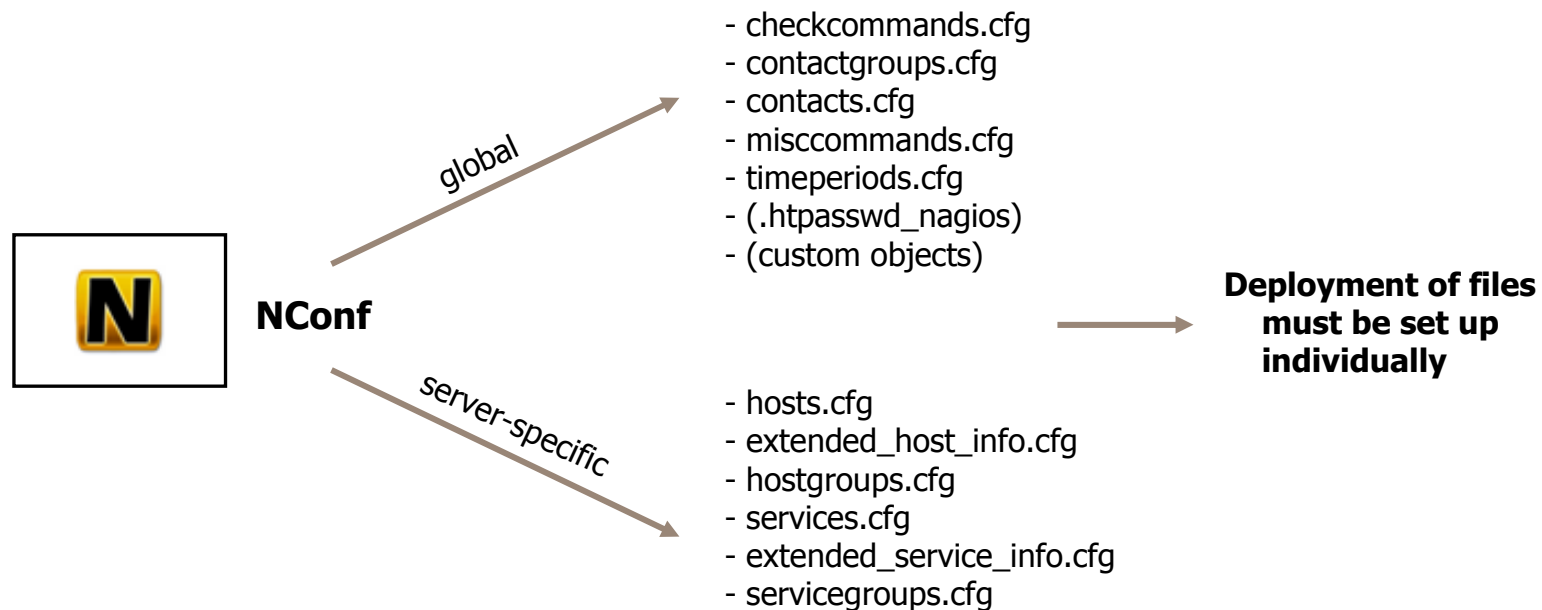 - checkcommands.cfg
- contactgroups.cfg
- contacts.cfg
- misccommands.cfg
- timeperiods.cfg
- (.htpasswd_nagios)
- (custom objects)
global
N
NConf
Deployment of files
must be set up
individually
server-specific
- hosts.cfg
- extended_host_info.cfg
- hostgroups.cfg
- services.cfg
- extended_service_info.cfg
- servicegroups.cfg